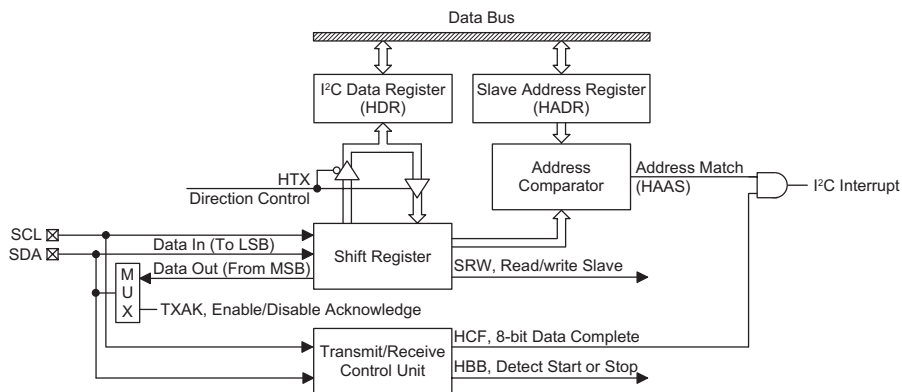 Data Bus
I²C Data Register
(HDR)
Slave Address Register
(HADR)
Address
Comparator
Address Match
(HAAS)
I²C Interrupt
HTX
Direction Control
SCL
SDA
Data In (To LSB)
Data Out (From MSB)
Shift Register
SRW, Read/write Slave
M
U
X
TXAK, Enable/Disable Acknowledge
Transmit/Receive
Control Unit
HCF, 8-bit Data Complete
HBB, Detect Start or Stop